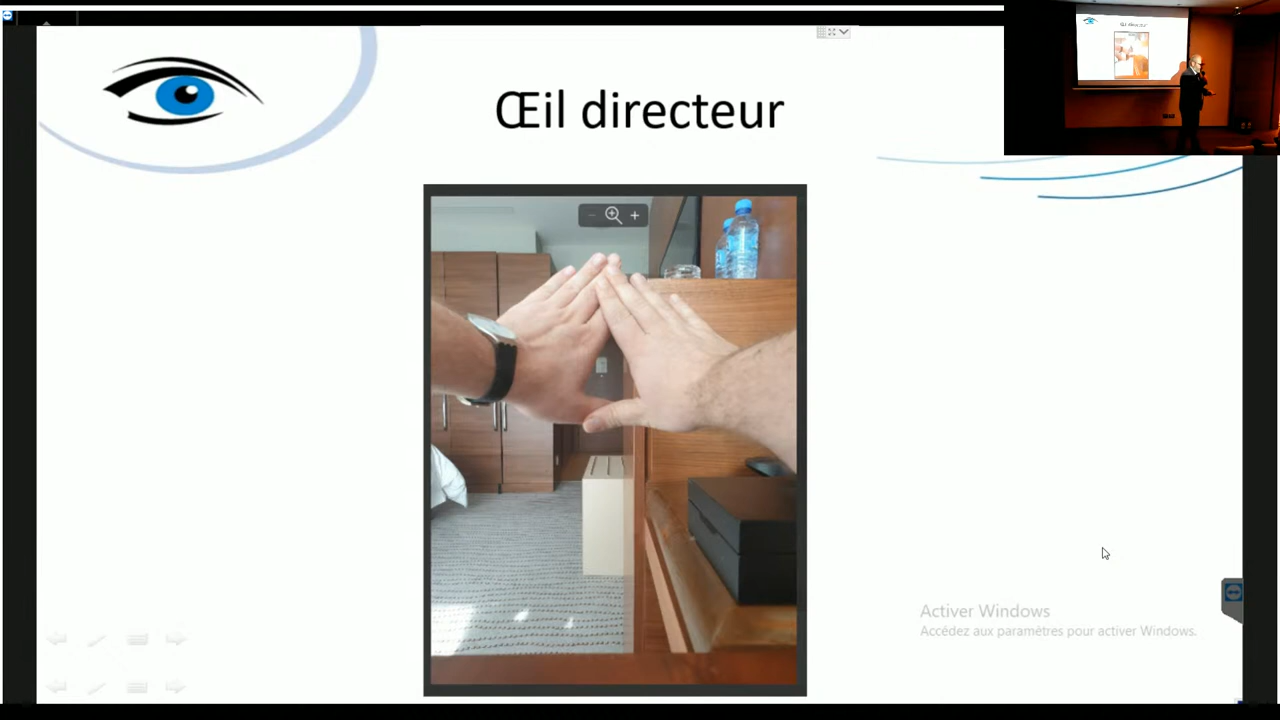 Œil directeur
Activer Windows
Accédez aux paramètres pour activer Windows.